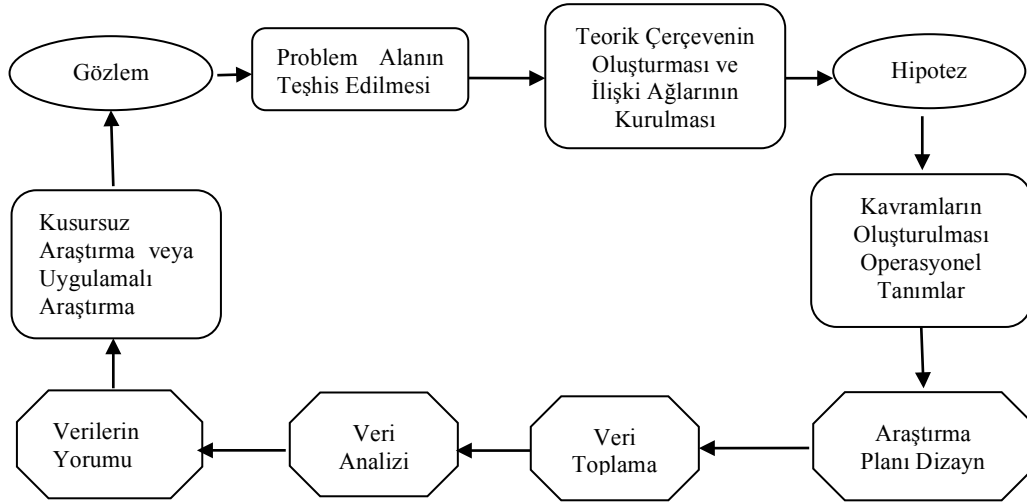 Gözlem
Problem Alanın
Teşhis Edilmesi
Teorik Çerçevenin
Oluşturması ve
İlişki Ağlarının
Kurulması
Hipotez
Kavramların
Oluşturulması
Operasyonel
Tanımlar
Araştırma
Planı Dizayn
Veri
Toplama
Veri
Analizi
Verilerin
Yorumu
Kusursuz
Araştırma veya
Uygulamalı
Araştırma